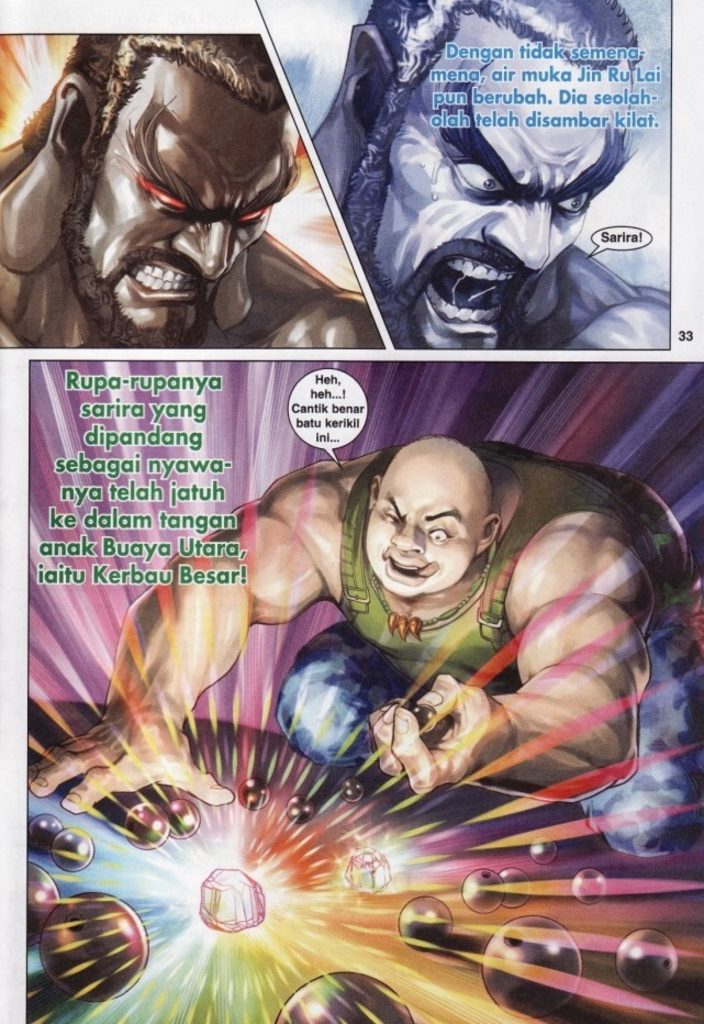 Dengan tidak semena-
mena, air muka Jin Ru Lai
pun berubah. Dia seolah-
olah telah disambar kilat.
Sarira!
33
Rupa-rupanya
sarira yang
dipandang
sebagai nyawa-
nya telah jatuh
ke dalam tangan
anak Buaya Utara,
iaitu Kerbau Besar!
Heh,
heh...!
Cantik benar
batu kerikil
ini...